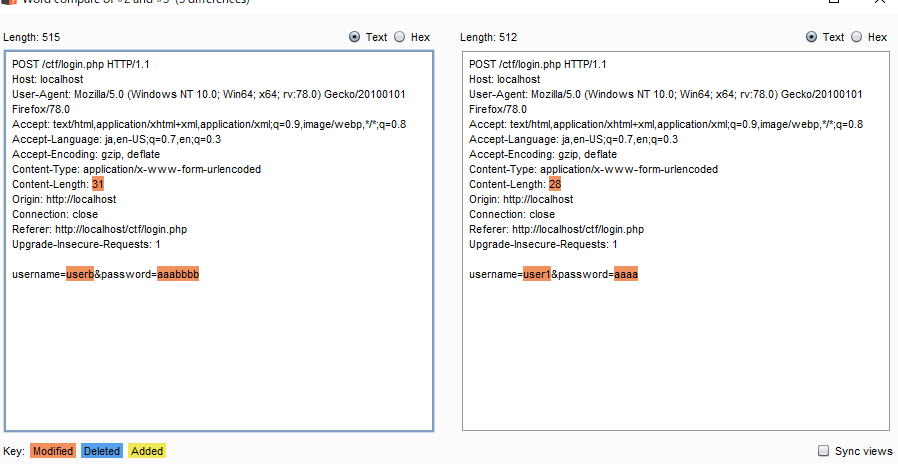 Word compare of #2 and #3 (3 differences)
Length: 515 Text Hex
Length: 512 Text Hex
POST /ctf/login.php HTTP/1.1
Host: localhost
User-Agent: Mozilla/5.0 (Windows NT 10.0; Win64; x64; rv:78.0) Gecko/20100101
Firefox/78.0
Accept: text/html,application/xhtml+xml,application/xml;q=0.9,image/webp,*/*;q=0.8
Accept-Language: ja,en-US;q=0.7,en;q=0.3
Accept-Encoding: gzip, deflate
Content-Type: application/x-www-form-urlencoded
Content-Length: 31
Origin: http://localhost
Connection: close
Referer: http://localhost/ctf/login.php
Upgrade-Insecure-Requests: 1
username=userb&password=aaabbbb
POST /ctf/login.php HTTP/1.1
Host: localhost
User-Agent: Mozilla/5.0 (Windows NT 10.0; Win64; x64; rv:78.0) Gecko/20100101
Firefox/78.0
Accept: text/html,application/xhtml+xml,application/xml;q=0.9,image/webp,*/*;q=0.8
Accept-Language: ja,en-US;q=0.7,en;q=0.3
Accept-Encoding: gzip, deflate
Content-Type: application/x-www-form-urlencoded
Content-Length: 28
Origin: http://localhost
Connection: close
Referer: http://localhost/ctf/login.php
Upgrade-Insecure-Requests: 1
username=user1&password=aaaa
Key: Modified Deleted Added
Sync views